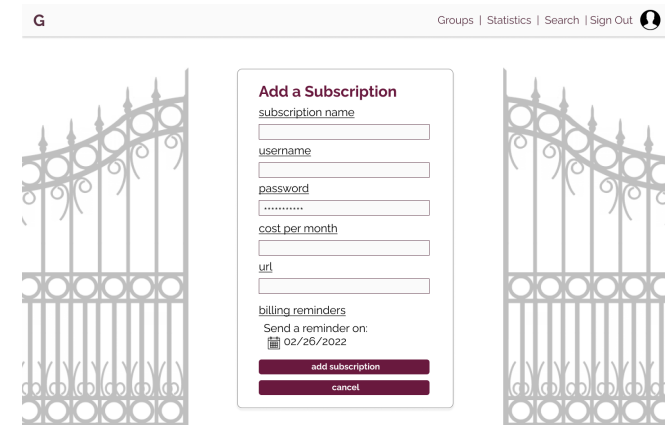 G
Groups | Statistics | Search | Sign Out
Add a Subscription
subscription name
username
password
•••••••••••
cost per month
url
billing reminders
Send a reminder on:
02/26/2022
add subscription
cancel